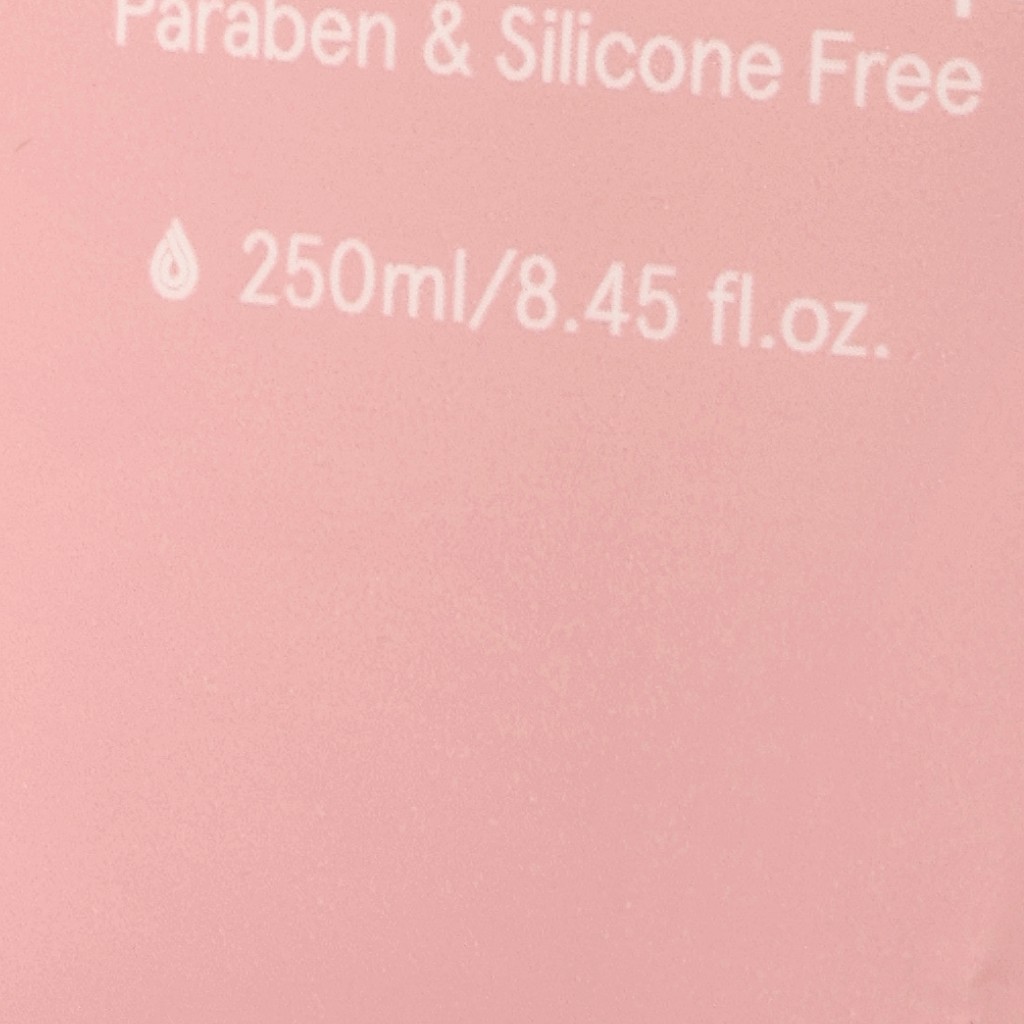 Paraben & Silicone Free
250ml/8.45 fl.oz.